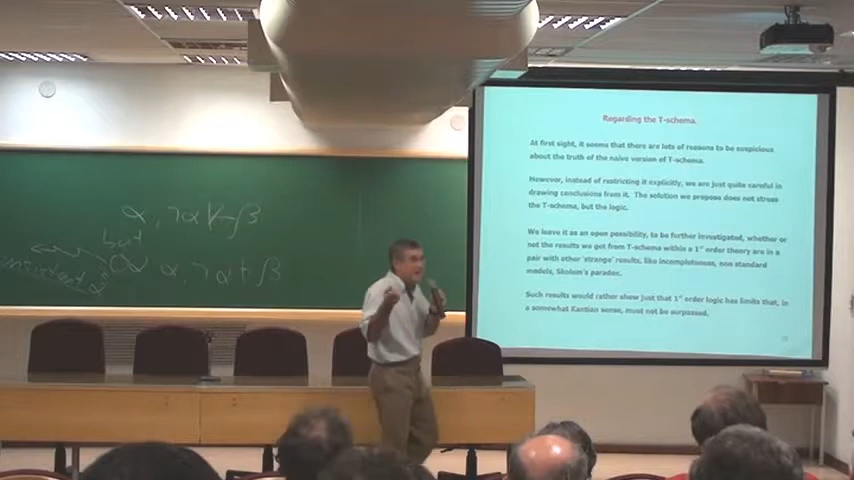 α, ¬α ⊬ β
but
α, ¬α ⊢ β
consistent
Regarding the T-schema.
At first sight, it seems that there are lots of reasons to be suspicious
about the truth of the naive version of T-schema.
However, instead of restricting it explicitly, we are just quite careful in
drawing conclusions from it. The solution we propose does not stress
the T-schema, but the logic.
We leave it as an open possibility, to be further investigated, whether or
not the results we get from T-schema within a 1st order theory are in a
pair with other 'strange' results, like incompleteness, non standard
models, Skolem's paradox.
Such results would rather show just that 1st order logic has limits that, in
a somewhat Kantian sense, must not be surpassed.